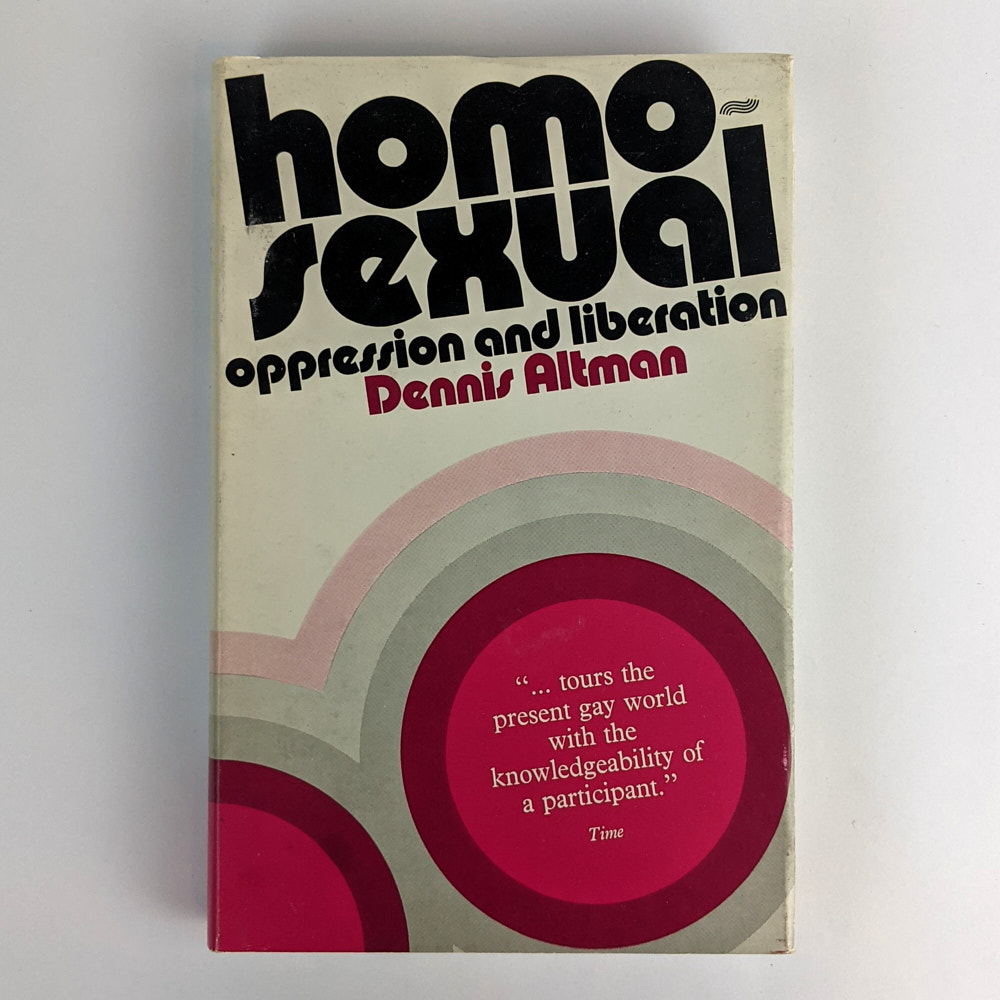 homo-
sexual
oppression and liberation
Dennis Altman
“... tours the
present gay world
with the
knowledgeability of
a participant.”
Time